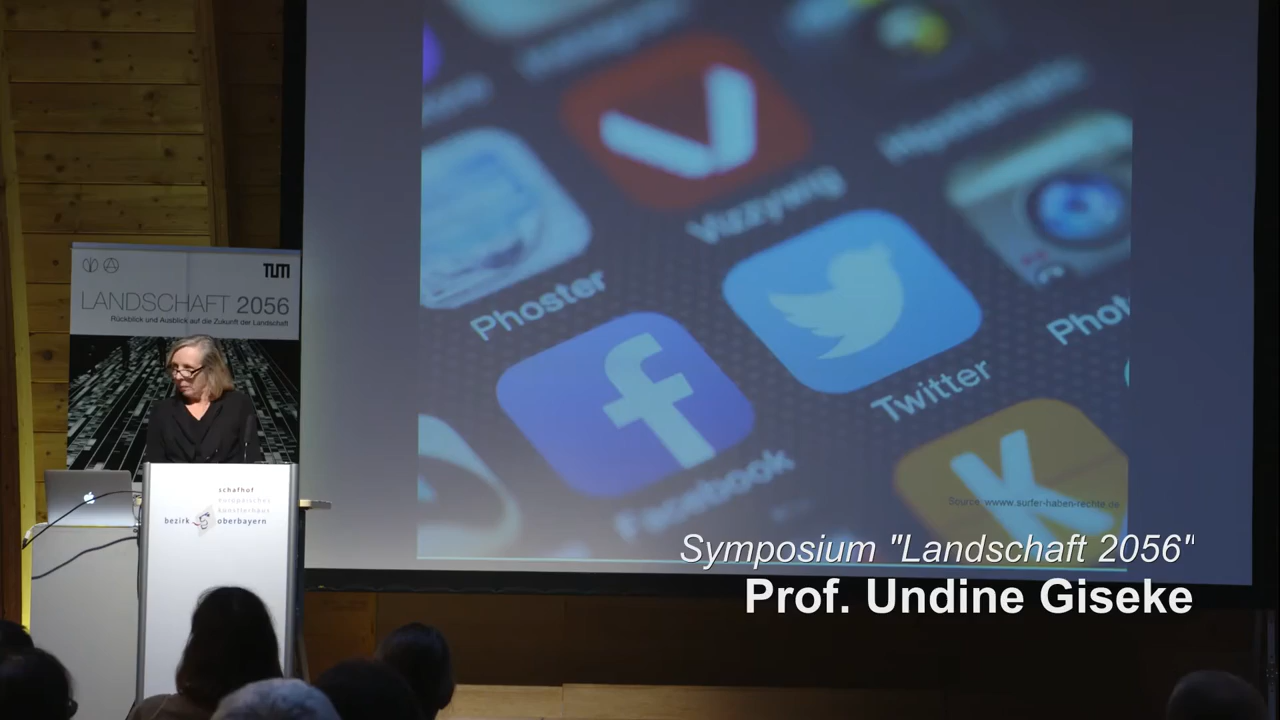 Vizzywig
Phoster
Twitter
Facebook
Source: wwww.surfer-haben-rechte.de
TUM
LANDSCHAFT 2056
Rückblick und Ausblick auf die Zukunft der Landschaft
schafhof
europäisches
künstlerhaus
bezirk oberbayern
Symposium "Landschaft 2056"
Prof. Undine Giseke